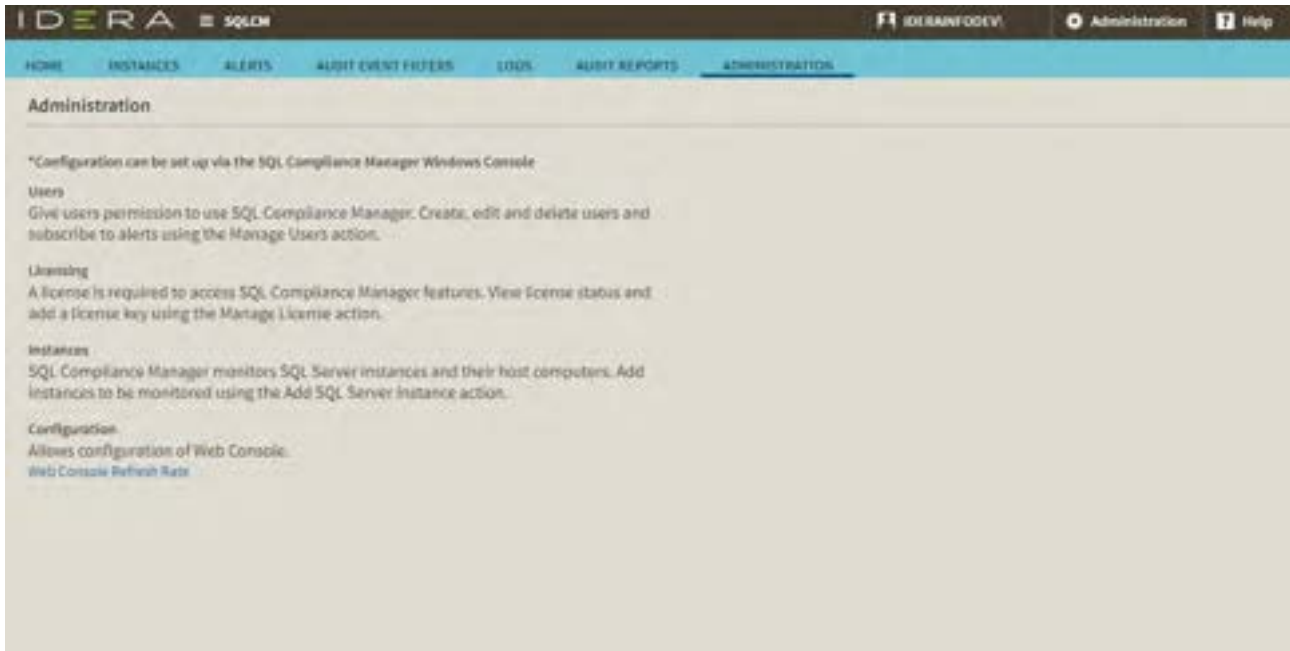 IDERA SQLCM IDERAINFODEV\ Administration Help
HOME INSTANCES ALERTS AUDIT EVENT FILTERS LOGS AUDIT REPORTS ADMINISTRATION
Administration
*Configuration can be set up via the SQL Compliance Manager Windows Console
Users
Give users permission to use SQL Compliance Manager. Create, edit and delete users and
subscribe to alerts using the Manage Users action.
Licensing
A license is required to access SQL Compliance Manager features. View license status and
add a license key using the Manage License action.
Instances
SQL Compliance Manager monitors SQL Server instances and their host computers. Add
instances to be monitored using the Add SQL Server Instance action.
Configuration
Allows configuration of Web Console.
Web Console Refresh Rate